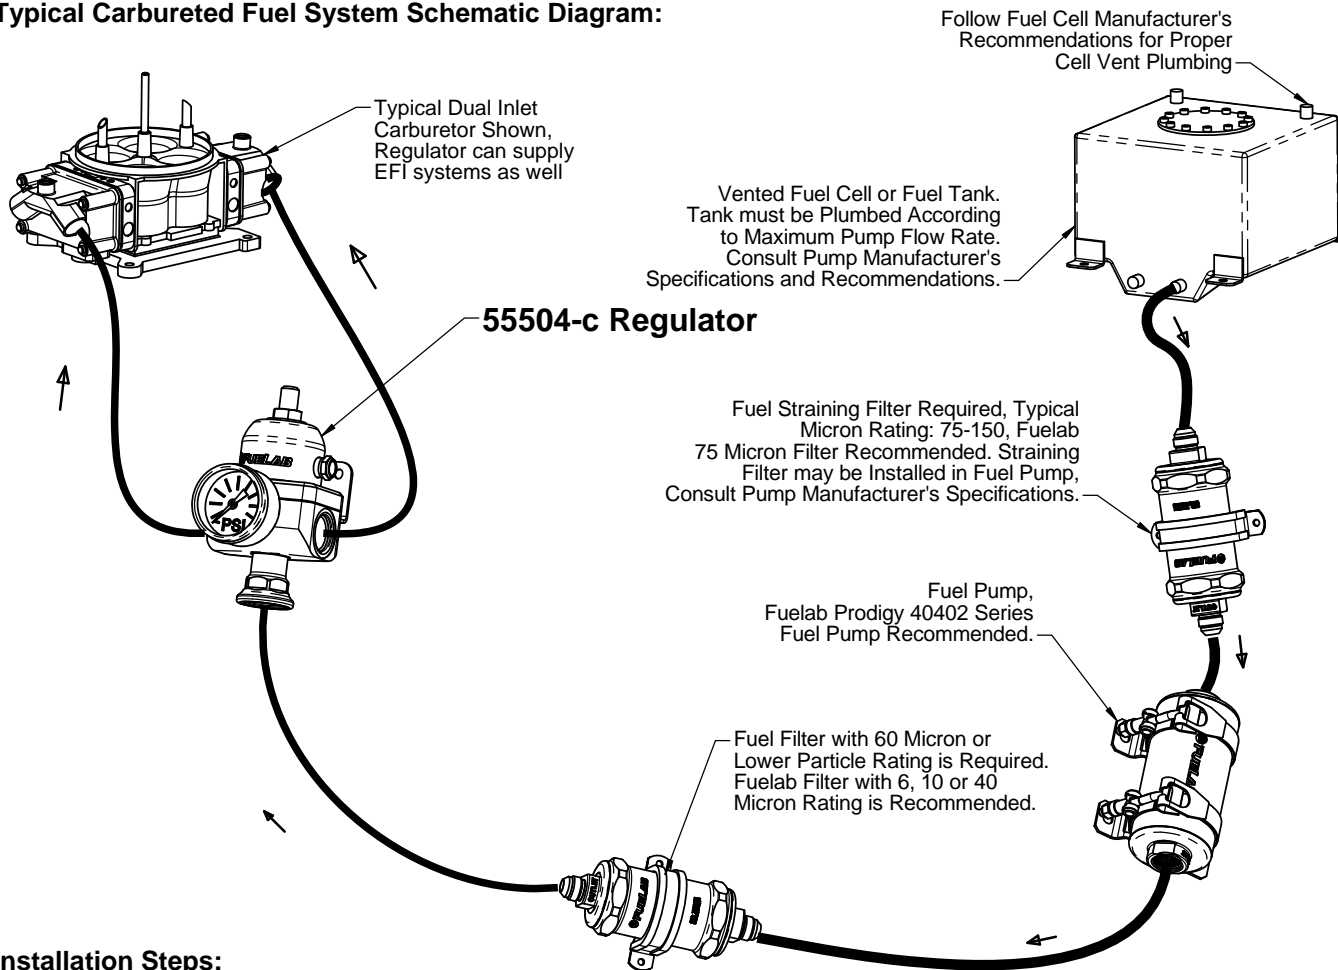 Typical Carbureted Fuel System Schematic Diagram:
Follow Fuel Cell Manufacturer's
Recommendations for Proper
Cell Vent Plumbing
Typical Dual Inlet
Carburetor Shown,
Regulator can supply
EFI systems as well
Vented Fuel Cell or Fuel Tank.
Tank must be Plumbed According
to Maximum Pump Flow Rate.
Consult Pump Manufacturer's
Specifications and Recommendations.
55504-c Regulator
Fuel Straining Filter Required, Typical
Micron Rating: 75-150, Fuelab
75 Micron Filter Recommended. Straining
Filter may be Installed in Fuel Pump,
Consult Pump Manufacturer's Specifications.
FUELAB
PSI
FUELAB
Fuel Pump,
Fuelab Prodigy 40402 Series
Fuel Pump Recommended.
FUELA
Fuel Filter with 60 Micron or
Lower Particle Rating is Required.
Fuelab Filter with 6, 10 or 40
Micron Rating is Recommended.
FUELAB
nstallation Steps: